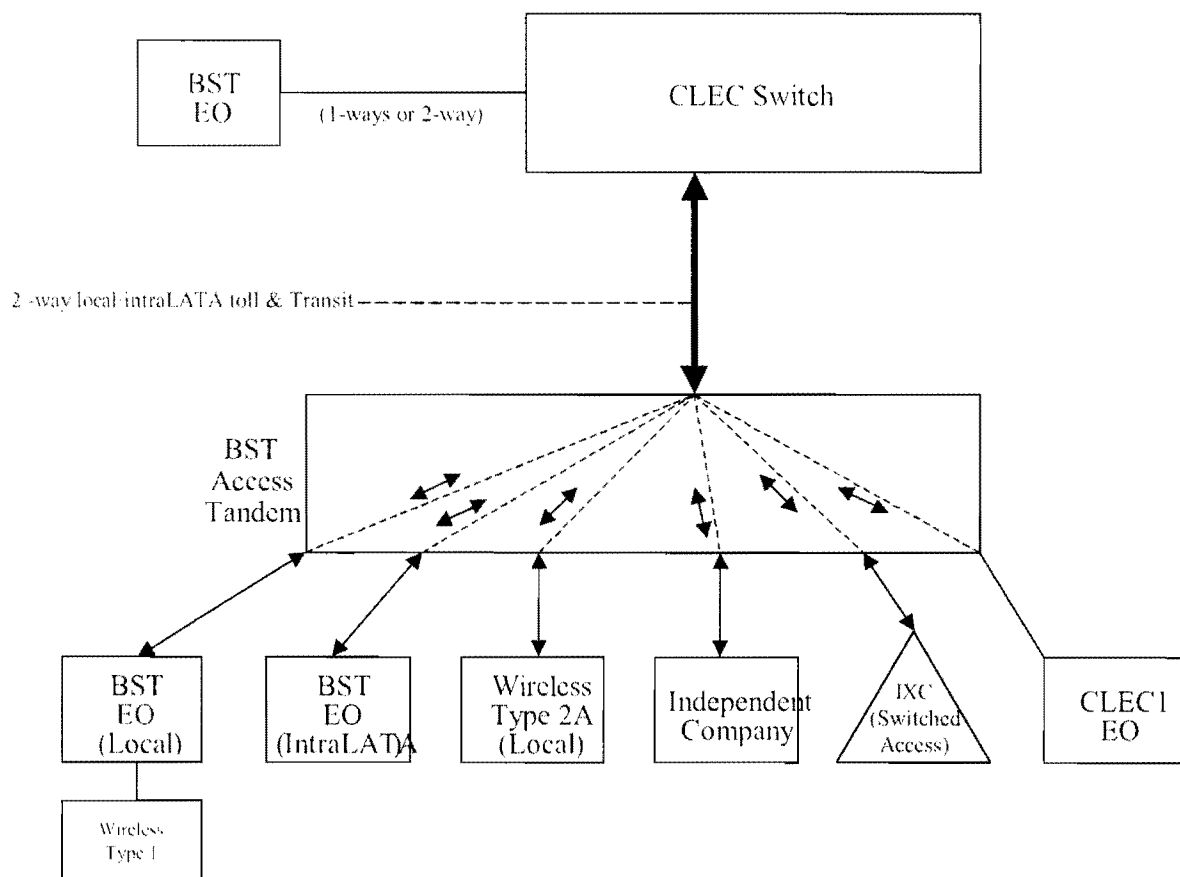 BST
EO
(1-ways or 2-way)
CLEC Switch
2 -way local intraLATA toll & Transit
BST
Access
Tandem
BST
EO
(Local)
BST
EO
(IntraLATA)
Wireless
Type 2A
(Local)
Independent
Company
IXC
(Switched
Access)
CLEC1
EO
Wireless
Type 1